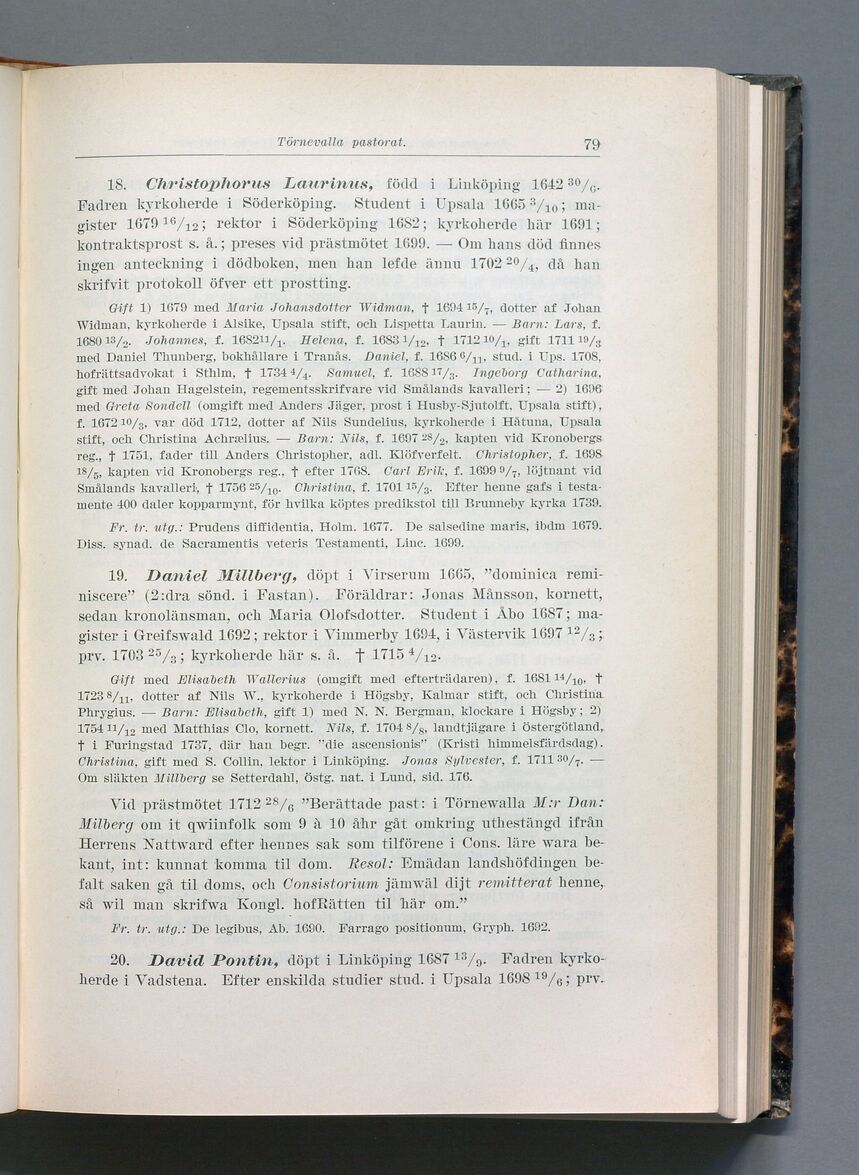 Törnevalla pastorat. 79
18. Christophorus Laurinus, född i Linköping 1642 30/6.
Fadren kyrkoherde i Söderköping. Student i Upsala 1665 3/10; ma-
gister 1679 16/12; rektor i Söderköping 1682; kyrkoherde här 1691;
kontraktsprost s. å.; preses vid prästmötet 1699. — Om hans död finnes
ingen anteckning i dödboken, men han lefde ännu 1702 20/4, då han
skrifvit protokoll öfver ett prostting.
Gift 1) 1679 med Maria Johansdotter Widman, † 1694 15/7, dotter af Johan
Widman, kyrkoherde i Alsike, Upsala stift, och Lispetta Laurin. — Barn: Lars, f.
1680 13/2. Johannes, f. 168211/1. Helena, f. 1683 1/12, † 1712 10/1, gift 1711 19/3
med Daniel Thunberg, bokhållare i Tranås. Daniel, f. 1686 6/11, stud. i Ups. 1708,
hofrättsadvokat i Sthlm, † 1734 4/4. Samuel, f. 1688 17/3. Ingeborg Catharina,
gift med Johan Hagelstein, regementsskrifvare vid Smålands kavalleri; — 2) 1696
med Greta Sondell (omgift med Anders Jäger, prost i Husby-Sjutolft, Upsala stift),
f. 1672 10/3, var död 1712, dotter af Nils Sundelius, kyrkoherde i Håtuna, Upsala
stift, och Christina Achrælius. — Barn: Nils, f. 1697 28/2, kapten vid Kronobergs
reg., † 1751, fader till Anders Christopher, adl. Klöfverfelt. Christopher, f. 1698
18/5, kapten vid Kronobergs reg., † efter 1768. Carl Erik, f. 1699 9/7, löjtnant vid
Smålands kavalleri, † 1756 25/10. Christina, f. 1701 15/3. Efter henne gafs i testa-
mente 400 daler kopparmynt, för hvilka köptes predikstol till Brunneby kyrka 1739.
Fr. tr. utg.: Prudens diffidentia, Holm. 1677. De salsedine maris, ibdm 1679.
Diss. synad. de Sacramentis veteris Testamenti, Linc. 1699.
19. Daniel Millberg, döpt i Virserum 1665, ”dominica remi-
niscere” (2:dra sönd. i Fastan). Föräldrar: Jonas Månsson, kornett,
sedan kronolänsman, och Maria Olofsdotter. Student i Åbo 1687; ma-
gister i Greifswald 1692; rektor i Vimmerby 1694, i Västervik 1697 12/3;
prv. 1703 25/3; kyrkoherde här s. å. † 1715 4/12.
Gift med Elisabeth Wallerius (omgift med efterträdaren), f. 1681 14/10, †
1723 8/11, dotter af Nils W., kyrkoherde i Högsby, Kalmar stift, och Christina
Phrygius. — Barn: Elisabeth, gift 1) med N. N. Bergman, klockare i Högsby; 2)
1754 11/12 med Matthias Clo, kornett. Nils, f. 1704 8/8, landtjägare i östergötland,
† i Furingstad 1737, där han begr. ”die ascensionis” (Kristi himmelsfärdsdag).
Christina, gift med S. Collin, lektor i Linköping. Jonas Sylvester, f. 1711 30/7. —
Om släkten Millberg se Setterdahl, östg. nat. i Lund, sid. 176.
Vid prästmötet 1712 28/6 ”Berättade past: i Törnewalla M:r Dan:
Milberg om it qwiinfolk som 9 à 10 åhr gåt omkring uthestängd ifrån
Herrens Nattward efter hennes sak som tilförene i Cons. läre wara be-
kant, int: kunnat komma til dom. Resol: Emädan landshöfdingen be-
falt saken gå til doms, och Consistorium jämwäl dijt remitterat henne,
så wil man skrifwa Kongl. hofRätten til här om.”
Fr. tr. utg.: De legibus, Ab. 1690. Farrago positionum, Gryph. 1692.
20. David Pontin, döpt i Linköping 1687 13/9. Fadren kyrko-
herde i Vadstena. Efter enskilda studier stud. i Upsala 1698 19/6; prv.